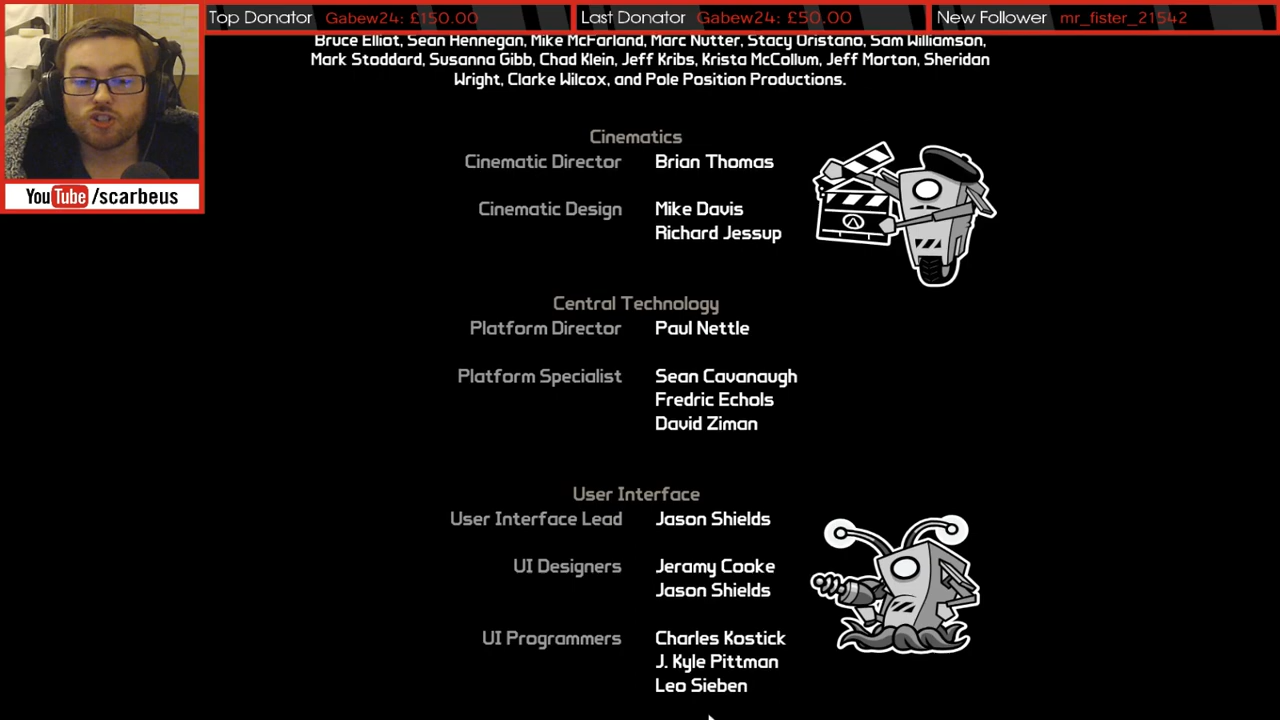 Top Donator Gabew24: £150.00 Last Donator Gabew24: £50.00 New Follower mr_fister_21542
Bruce Elliot, Sean Hennegan, Mike McFarland, Marc Nutter, Stacy Oristano, Sam Williamson,
Mark Stoddard, Susanna Gibb, Chad Klein, Jeff Kribs, Krista McCollum, Jeff Morton, Sheridan
Wright, Clarke Wilcox, and Pole Position Productions.
YouTube /scarbeus
Cinematics
Cinematic Director Brian Thomas
Cinematic Design Mike Davis
Richard Jessup
Central Technology
Platform Director Paul Nettle
Platform Specialist Sean Cavanaugh
Fredric Echols
David Ziman
User Interface
User Interface Lead Jason Shields
UI Designers Jeramy Cooke
Jason Shields
UI Programmers Charles Kostick
J. Kyle Pittman
Leo Sieben